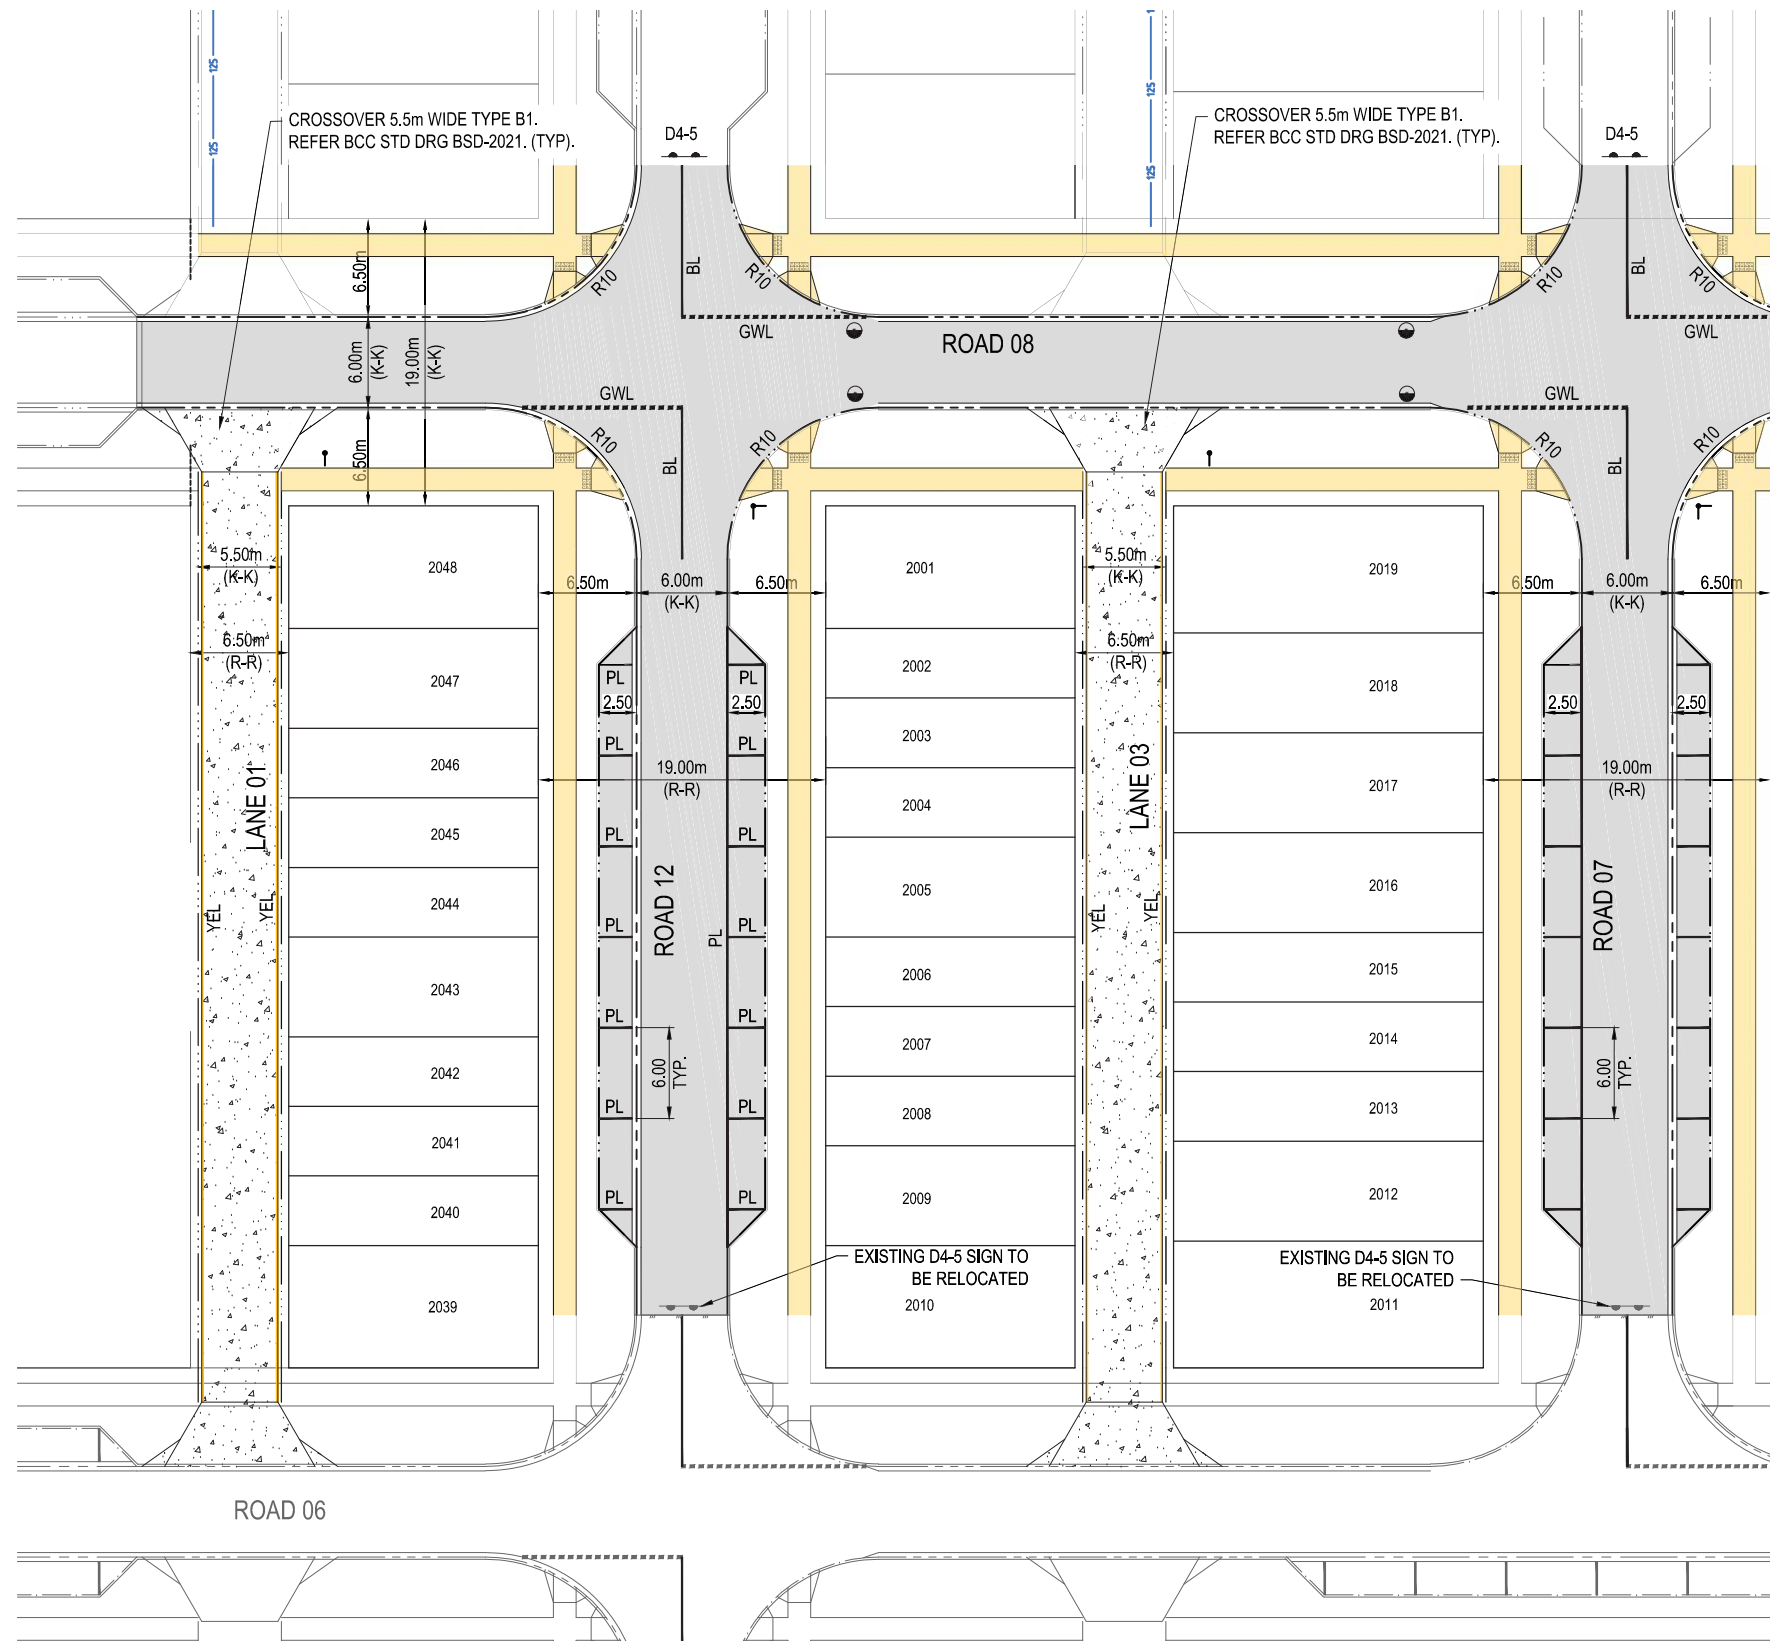 125
125
125
125
CROSSOVER 5.5m WIDE TYPE B1.
REFER BCC STD DRG BSD-2021. (TYP).
D4-5
CROSSOVER 5.5m WIDE TYPE B1.
REFER BCC STD DRG BSD-2021. (TYP).
D4-5
6.50m
R10
BL
R10
R10
BL
R10
GWL
ROAD 08
GWL
6.00m
(K-K)
19.00m
(K-K)
GWL
GWL
6.50m
R10
BL
R10
R10
BL
R10
5.50m
(K-K)
2048
6.50m
6.00m
(K-K)
6.50m
2001
5.50m
(K-K)
2019
6.50m
6.00m
(K-K)
6.50m
6.50m
(R-R)
2047
PL
PL
2.50
2.50
2002
6.50m
(R-R)
2018
2.50
2.50
LANE 01
2046
PL
PL
19.00m
(R-R)
2003
LANE 03
2017
19.00m
(R-R)
2045
PL
PL
2004
YEL
YEL
2044
PL
ROAD 12
PL
PL
2005
YEL
YEL
2016
ROAD 07
2043
PL
PL
2006
2015
2042
6.00
TYP.
2007
2014
6.00
TYP.
2041
PL
PL
2008
2013
2040
PL
PL
2009
2012
EXISTING D4-5 SIGN TO
BE RELOCATED
EXISTING D4-5 SIGN TO
BE RELOCATED
2039
2010
2011
ROAD 06